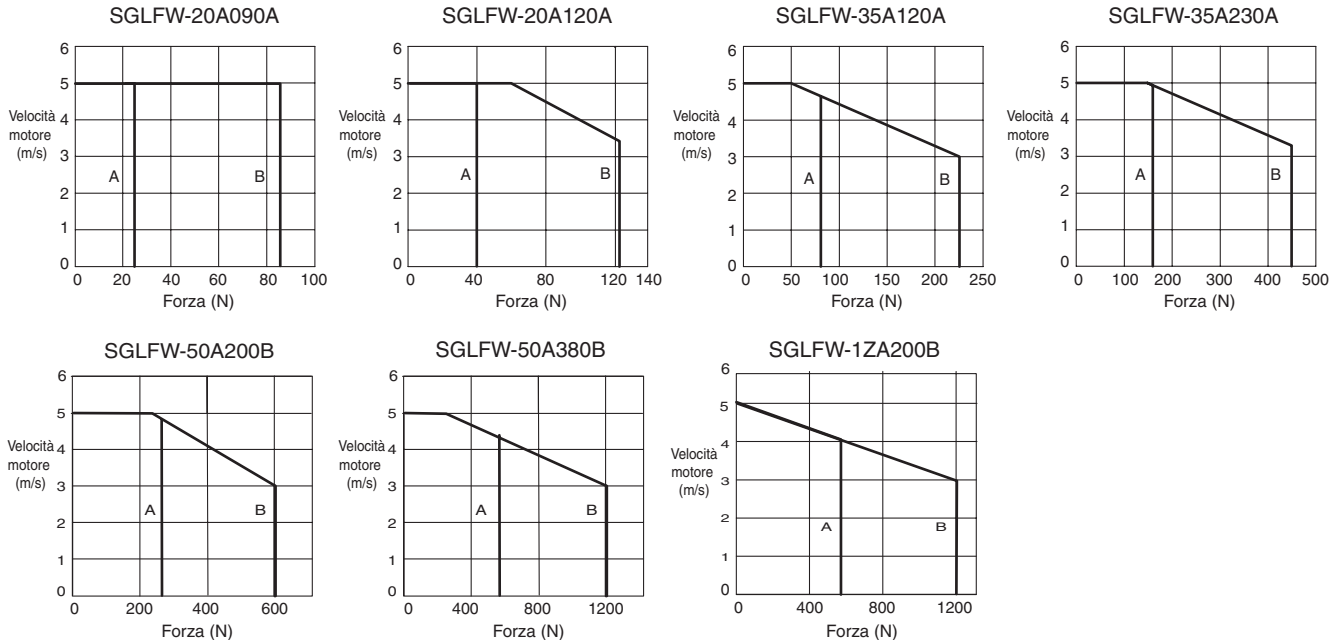 SGLFW-20A090A
6
5
4
3
2
1
0
Velocità
motore
(m/s)
A
B
0 20 40 60 80 100
Forza (N)
SGLFW-20A120A
6
5
4
3
2
1
0
Velocità
motore
(m/s)
A
B
0 40 80 120 140
Forza (N)
SGLFW-35A120A
6
5
4
3
2
1
0
Velocità
motore
(m/s)
A
B
0 50 100 150 200 250
Forza (N)
SGLFW-35A230A
6
5
4
3
2
1
0
Velocità
motore
(m/s)
A
B
0 100 200 300 400 500
Forza (N)
SGLFW-50A200B
6
5
4
3
2
1
0
Velocità
motore
(m/s)
A
B
0 200 400 600
Forza (N)
SGLFW-50A380B
6
5
4
3
2
1
0
Velocità
motore
(m/s)
A
B
0 400 800 1200
Forza (N)
SGLFW-1ZA200B
6
5
4
3
2
1
0
Velocità
motore
(m/s)
A
B
0 400 800 1200
Forza (N)